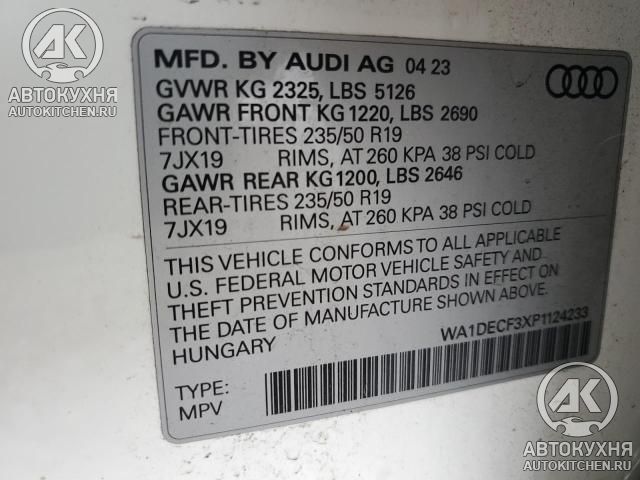 MFD. BY AUDI AG 04 23
GVWR KG 2325, LBS 5126
GAWR FRONT KG 1220, LBS 2690
FRONT-TIRES 235/50 R19
7JX19 RIMS, AT 260 KPA 38 PSI COLD
GAWR REAR KG 1200, LBS 2646
REAR-TIRES 235/50 R19
7JX19 RIMS, AT 260 KPA 38 PSI COLD
THIS VEHICLE CONFORMS TO ALL APPLICABLE
U.S. FEDERAL MOTOR VEHICLE SAFETY AND
THEFT PREVENTION STANDARDS IN EFFECT ON
THE DATE OF MANUFACTURE SHOWN ABOVE.
HUNGARY
WA1DECF3XP1124233
TYPE:
MPV
АК
АВТОКУХНЯ
AUTOKITCHEN.RU
АК
АВТОКУХНЯ
AUTOKITCHEN.RU